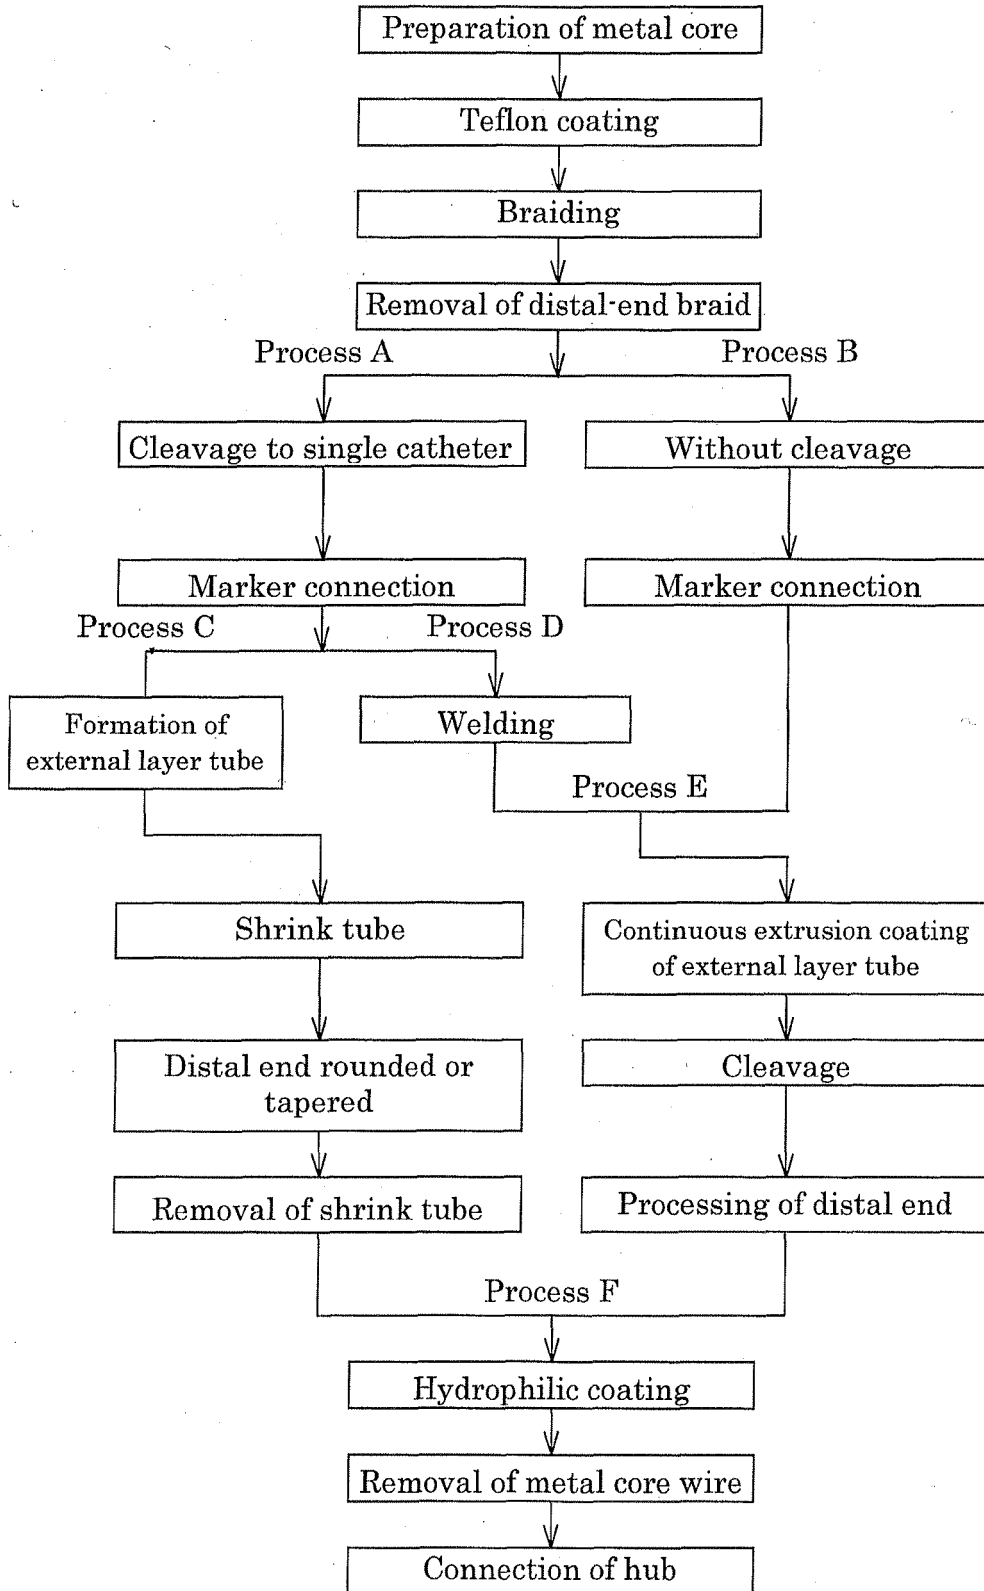 Preparation of metal core
Teflon coating
Braiding
Removal of distal-end braid
Process A
Process B
Cleavage to single catheter
Without cleavage
Marker connection
Marker connection
Process C
Process D
Formation of
external layer tube
Welding
Process E
Shrink tube
Continuous extrusion coating
of external layer tube
Distal end rounded or
tapered
Cleavage
Removal of shrink tube
Processing of distal end
Process F
Hydrophilic coating
Removal of metal core wire
Connection of hub